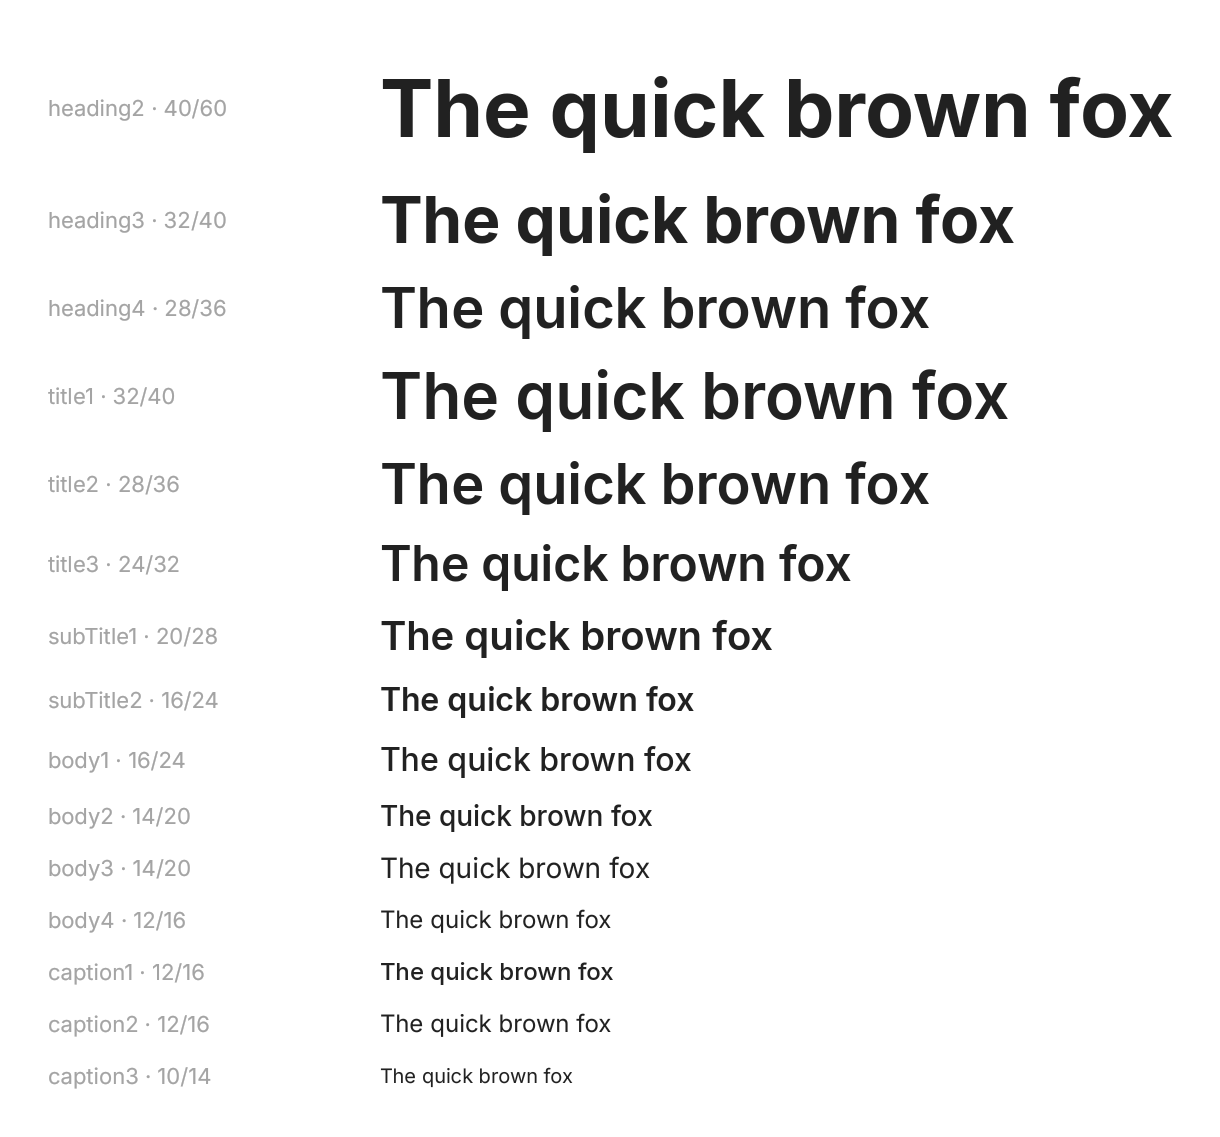 heading2 · 40/60 The quick brown fox
heading3 · 32/40 The quick brown fox
heading4 · 28/36 The quick brown fox
title1 · 32/40 The quick brown fox
title2 · 28/36 The quick brown fox
title3 · 24/32 The quick brown fox
subTitle1 · 20/28 The quick brown fox
subTitle2 · 16/24 The quick brown fox
body1 · 16/24 The quick brown fox
body2 · 14/20 The quick brown fox
body3 · 14/20 The quick brown fox
body4 · 12/16 The quick brown fox
caption1 · 12/16 The quick brown fox
caption2 · 12/16 The quick brown fox
caption3 · 10/14 The quick brown fox